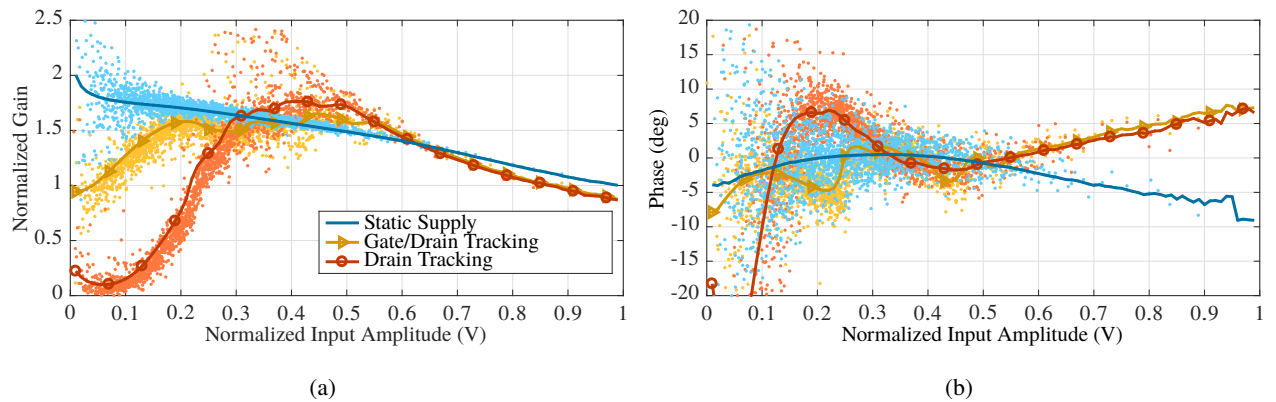 2.5
2
1.5
1
0.5
0
Normalized Gain
Static Supply
Gate/Drain Tracking
Drain Tracking
0 0.1 0.2 0.3 0.4 0.5 0.6 0.7 0.8 0.9 1
Normalized Input Amplitude (V)
(a)
20
15
10
5
0
-5
-10
-15
-20
Phase (deg)
0 0.1 0.2 0.3 0.4 0.5 0.6 0.7 0.8 0.9 1
Normalized Input Amplitude (V)
(b)